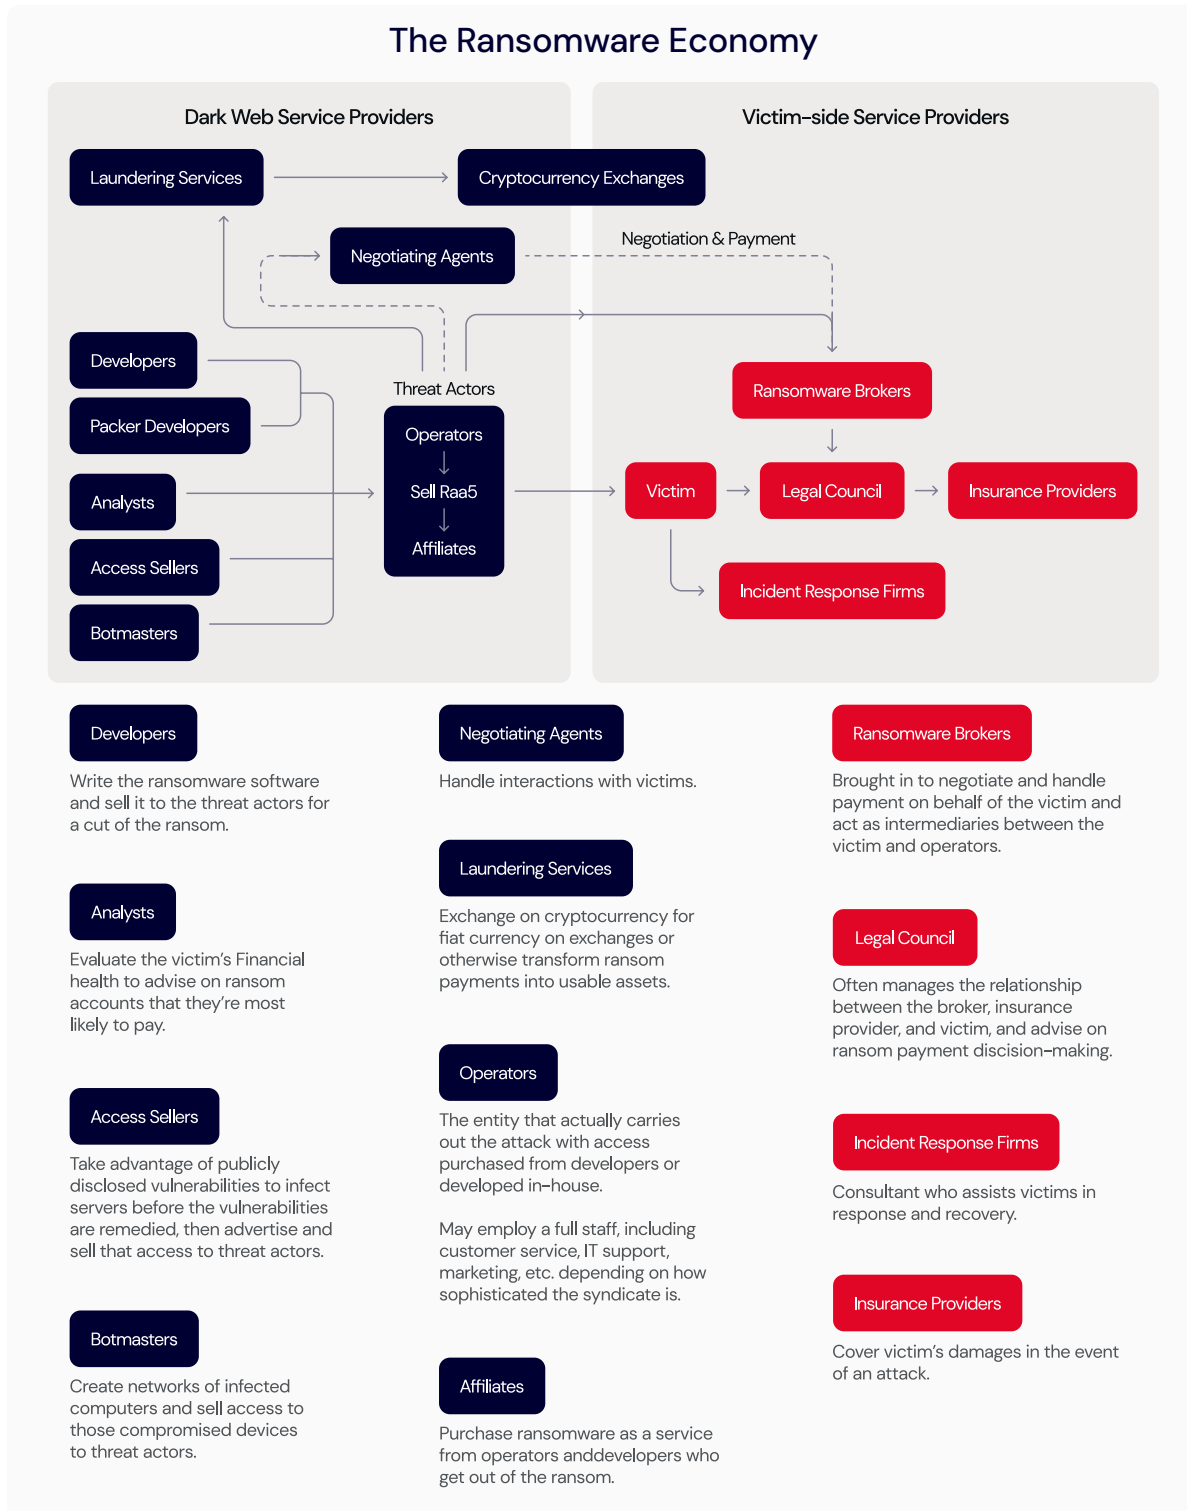 The Ransomware Economy
Dark Web Service Providers
Victim-side Service Providers
Laundering Services
Cryptocurrency Exchanges
Negotiating Agents
Negotiation & Payment
Developers
Packer Developers
Analysts
Access Sellers
Botmasters
Threat Actors
Operators
Sell Raa5
Affiliates
Ransomware Brokers
Victim
Legal Council
Insurance Providers
Incident Response Firms
Developers
Write the ransomware software
and sell it to the threat actors for
a cut of the ransom.
Analysts
Evaluate the victim's Financial
health to advise on ransom
accounts that they're most
likely to pay.
Access Sellers
Take advantage of publicly
disclosed vulnerabilities to infect
servers before the vulnerabilities
are remedied, then advertise and
sell that access to threat actors.
Botmasters
Create networks of infected
computers and sell access to
those compromised devices
to threat actors.
Negotiating Agents
Handle interactions with victims.
Laundering Services
Exchange on cryptocurrency for
fiat currency on exchanges or
otherwise transform ransom
payments into usable assets.
Operators
The entity that actually carries
out the attack with access
purchased from developers or
developed in-house.
May employ a full staff, including
customer service, IT support,
marketing, etc. depending on how
sophisticated the syndicate is.
Affiliates
Purchase ransomware as a service
from operators anddevelopers who
get out of the ransom.
Ransomware Brokers
Brought in to negotiate and handle
payment on behalf of the victim and
act as intermediaries between the
victim and operators.
Legal Council
Often manages the relationship
between the broker, insurance
provider, and victim, and advise on
ransom payment discision-making.
Incident Response Firms
Consultant who assists victims in
response and recovery.
Insurance Providers
Cover victim's damages in the event
of an attack.